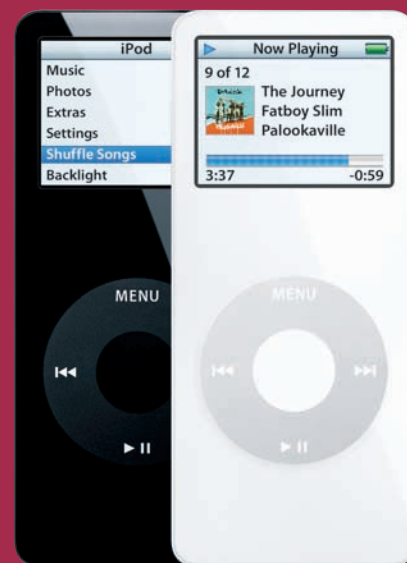 iPod
Music
Photos
Extras
Settings
Shuffle Songs
Backlight
MENU
Now Playing
9 of 12
The Journey
Fatboy Slim
Palookaville
3:37
-0:59
MENU